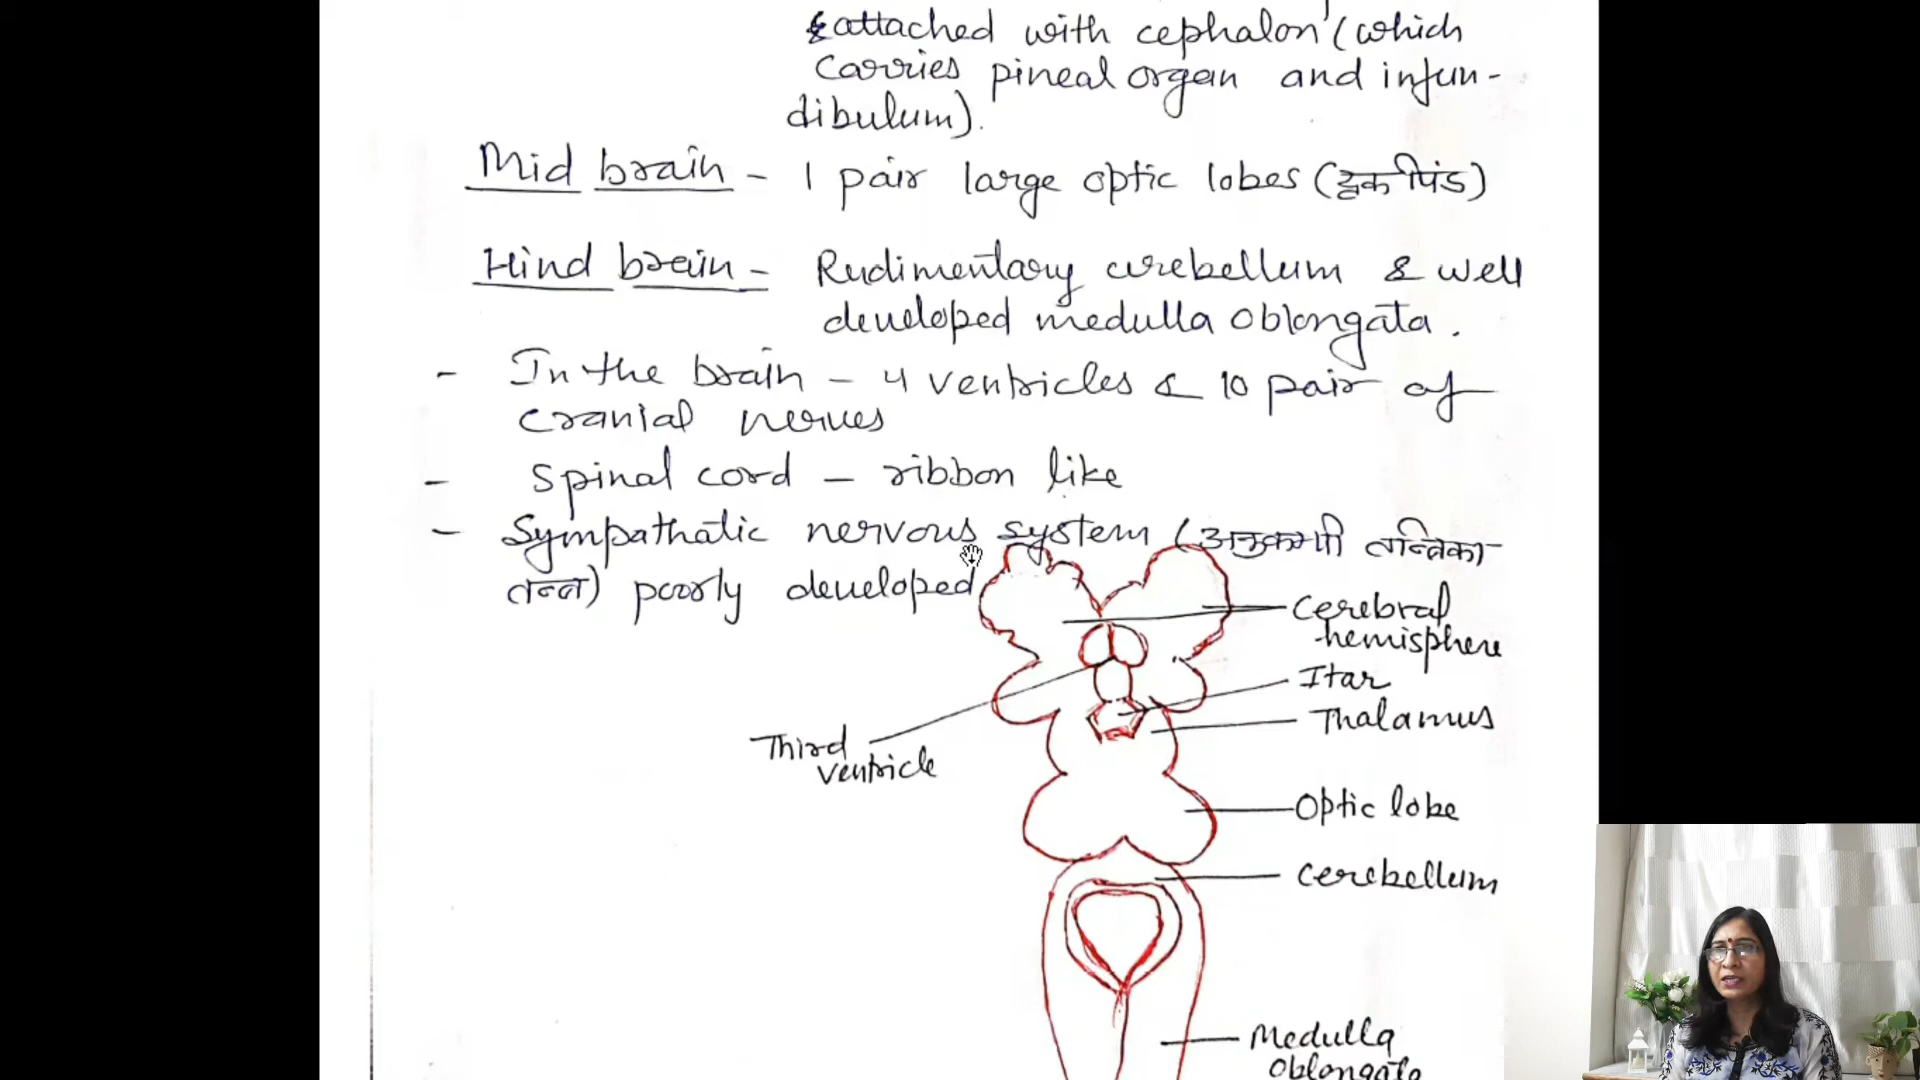 & attached with cephalon (which
carries pineal organ and infun-
dibulum).
Mid brain - 1 pair large optic lobes (दृक पिंड)
Hind brain - Rudimentary cerebellum & well
developed medulla oblongata.
- In the brain - 4 ventricles & 10 pair of
cranial nerves
- Spinal cord - ribbon like
- Sympathatic nervous system (अनुकम्पी तन्त्रिका
तन्त्र) poorly developed
Cerebral
hemisphere
Itar
Thalamus
Third
ventricle
Optic lobe
Cerebellum
Medulla
oblongata